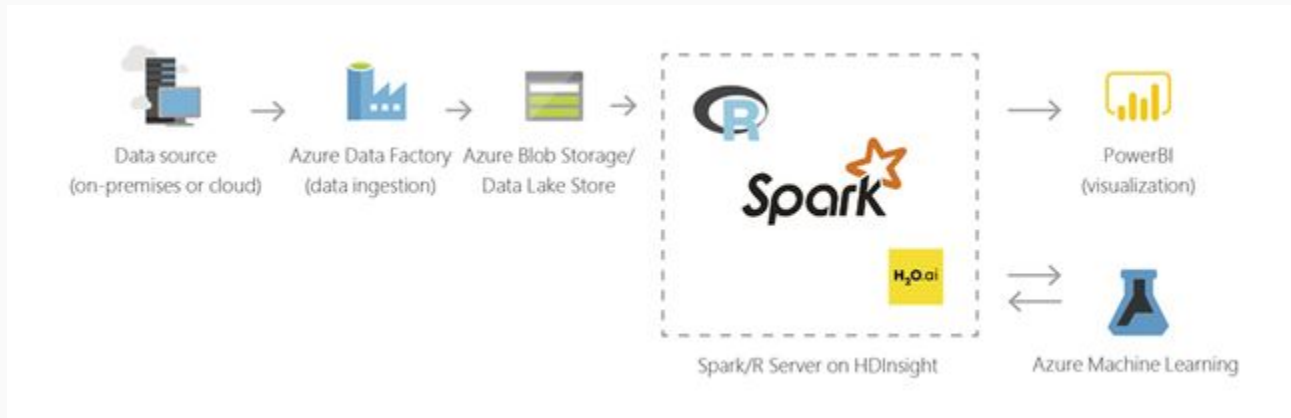 Data source
(on-premises or cloud)
Azure Data Factory
(data ingestion)
Azure Blob Storage/
Data Lake Store
R
Spark
H₂O.ai
Spark/R Server on HDInsight
PowerBI
(visualization)
Azure Machine Learning